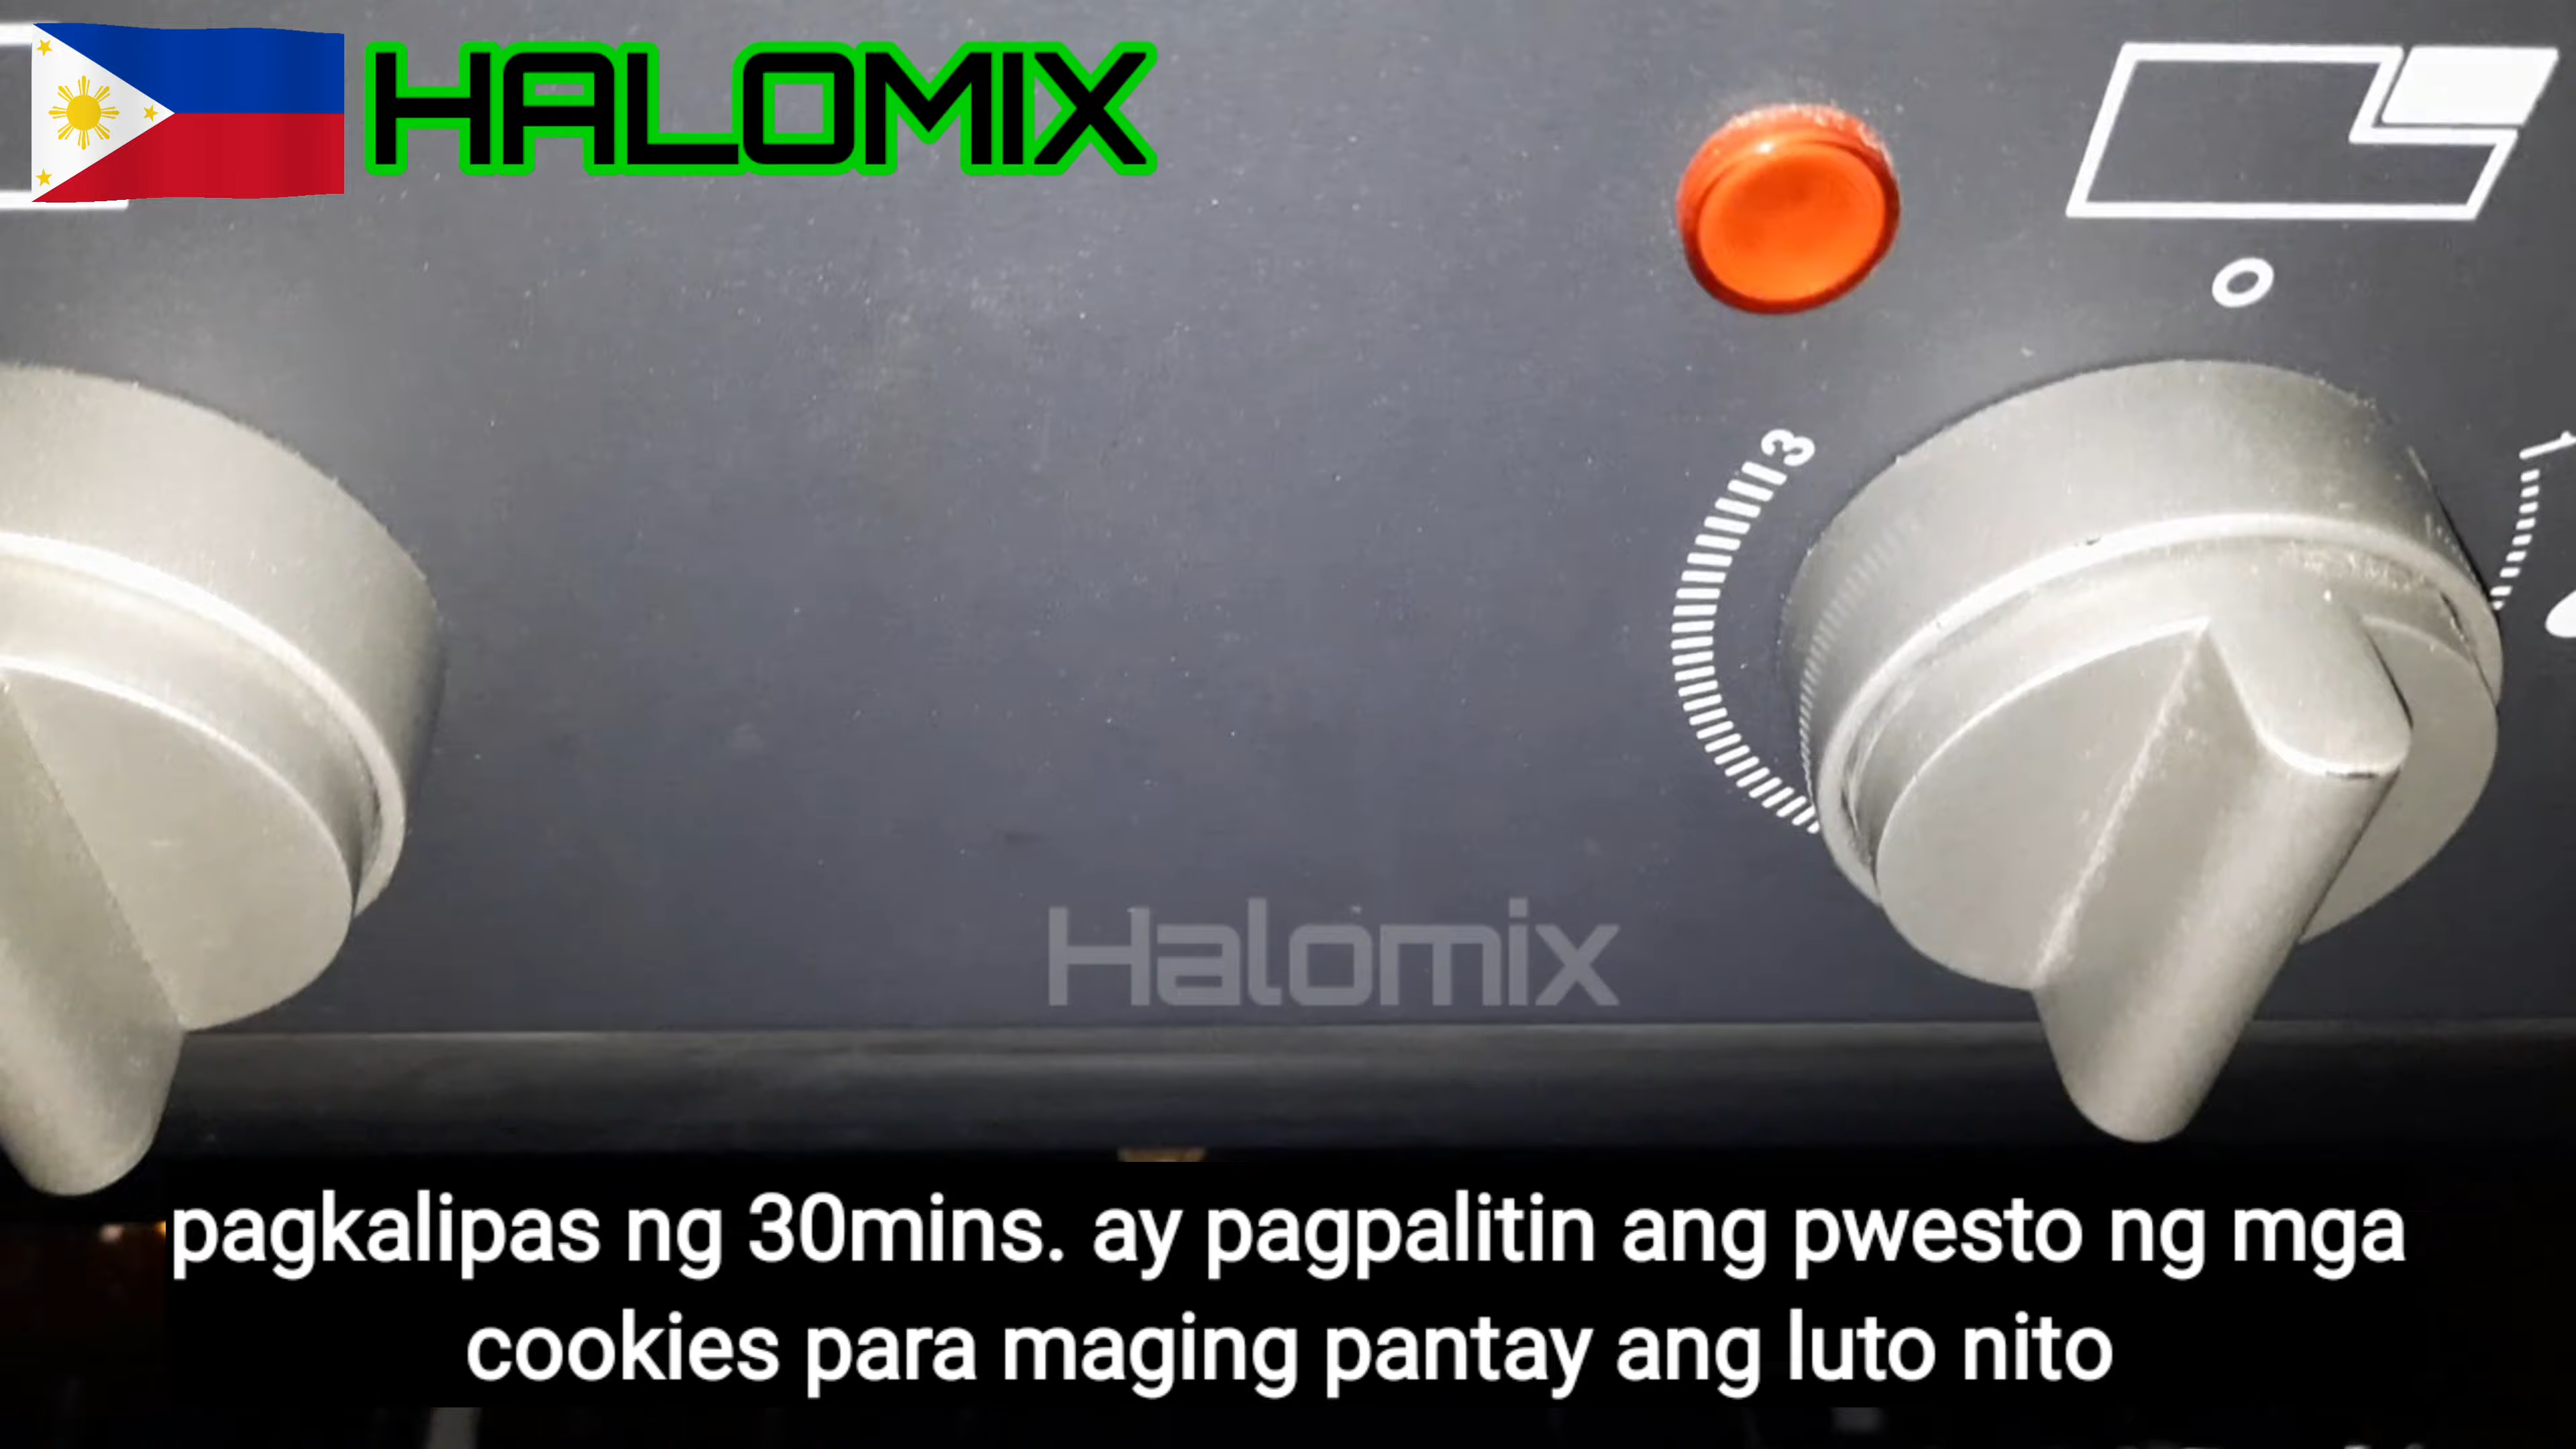 HALOMIX
3
1
Halomix
pagkalipas ng 30mins. ay pagpalitin ang pwesto ng mga
cookies para maging pantay ang luto nito